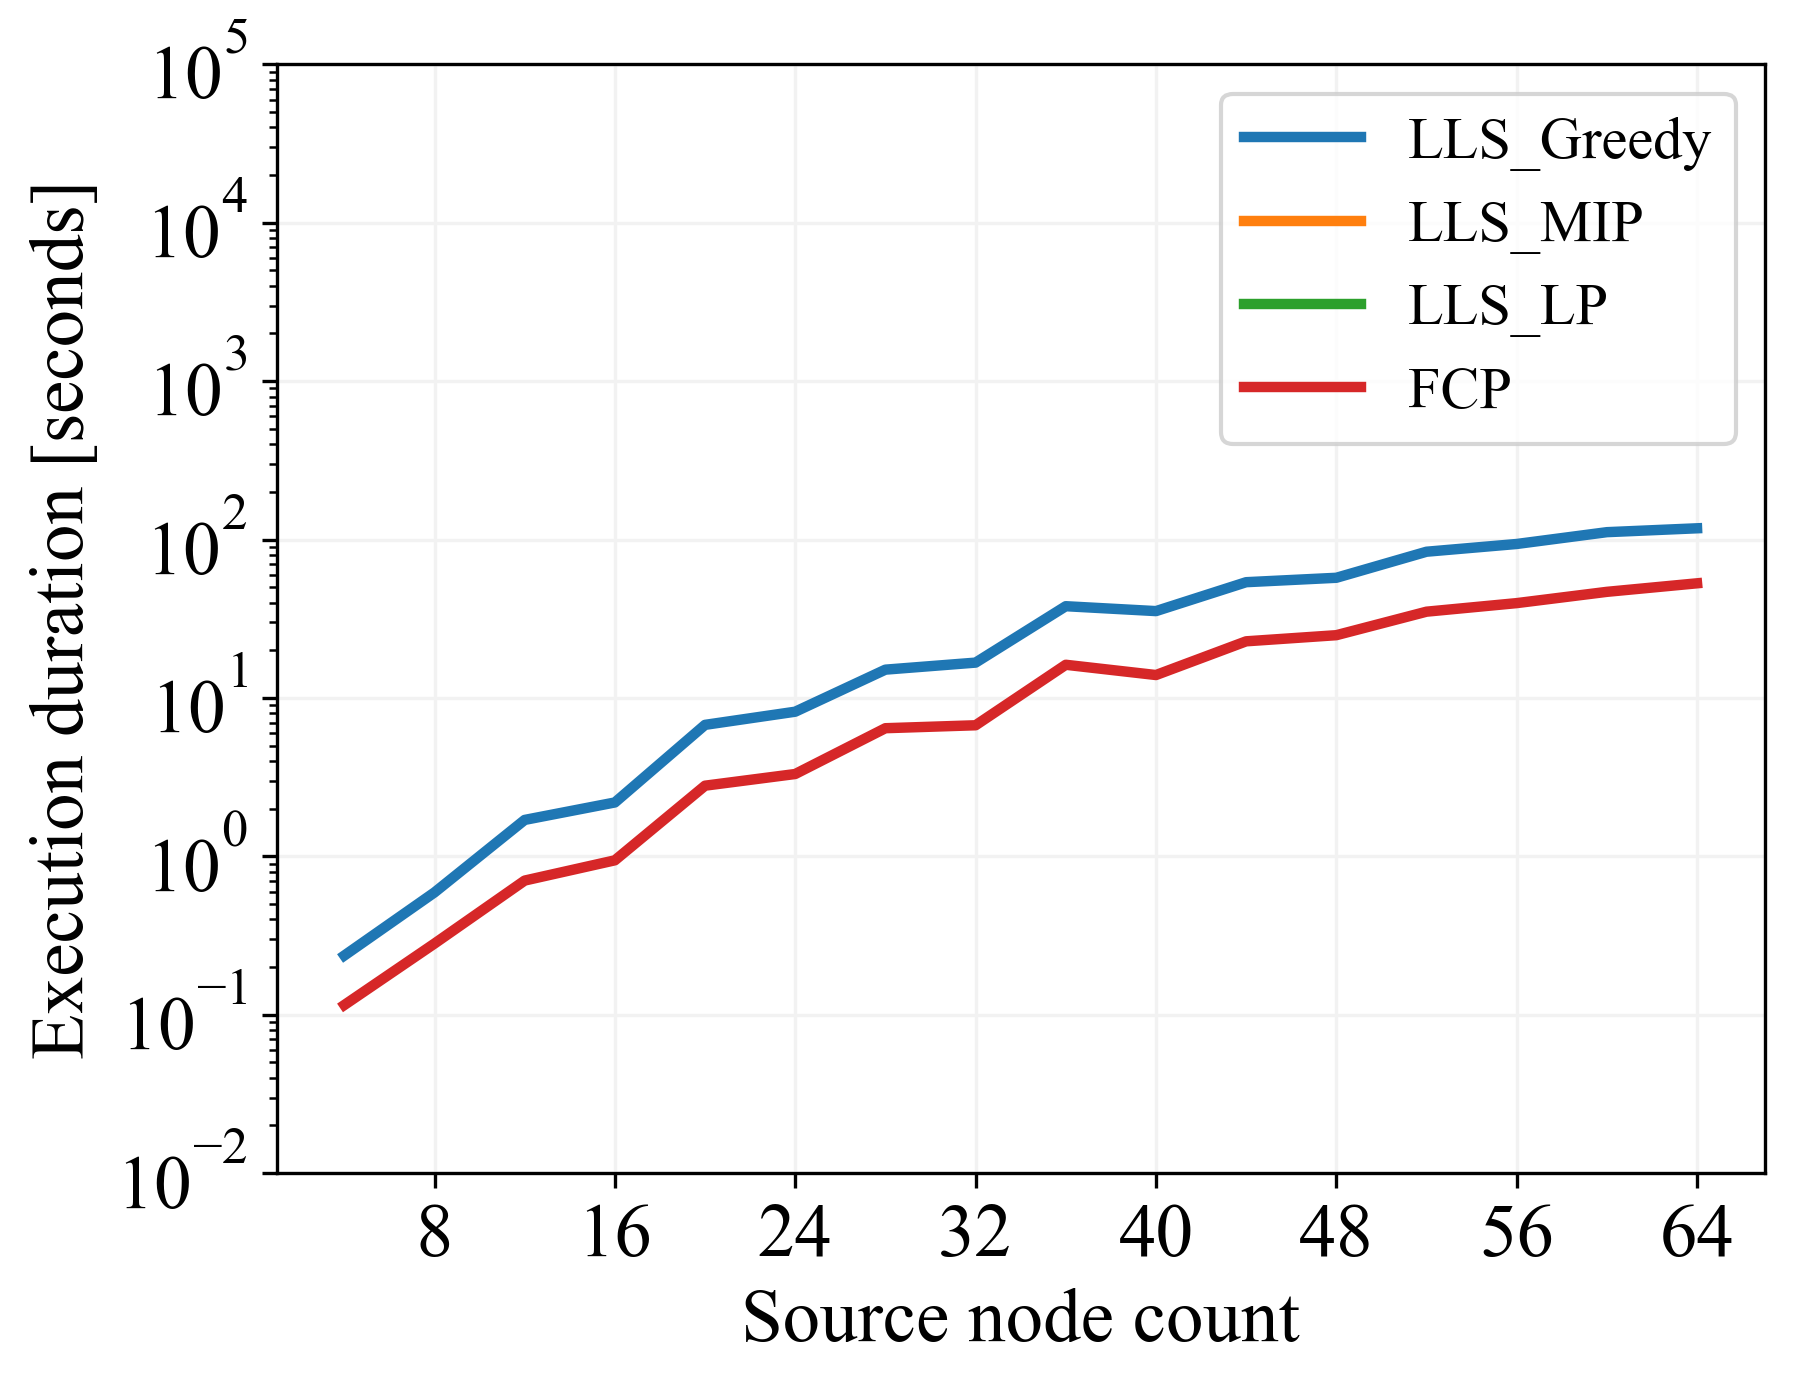 10^5
10^4
10^3
10^2
10^1
10^0
10^−1
10^−2
Execution duration [seconds]
LLS_Greedy
LLS_MIP
LLS_LP
FCP
8 16 24 32 40 48 56 64
Source node count